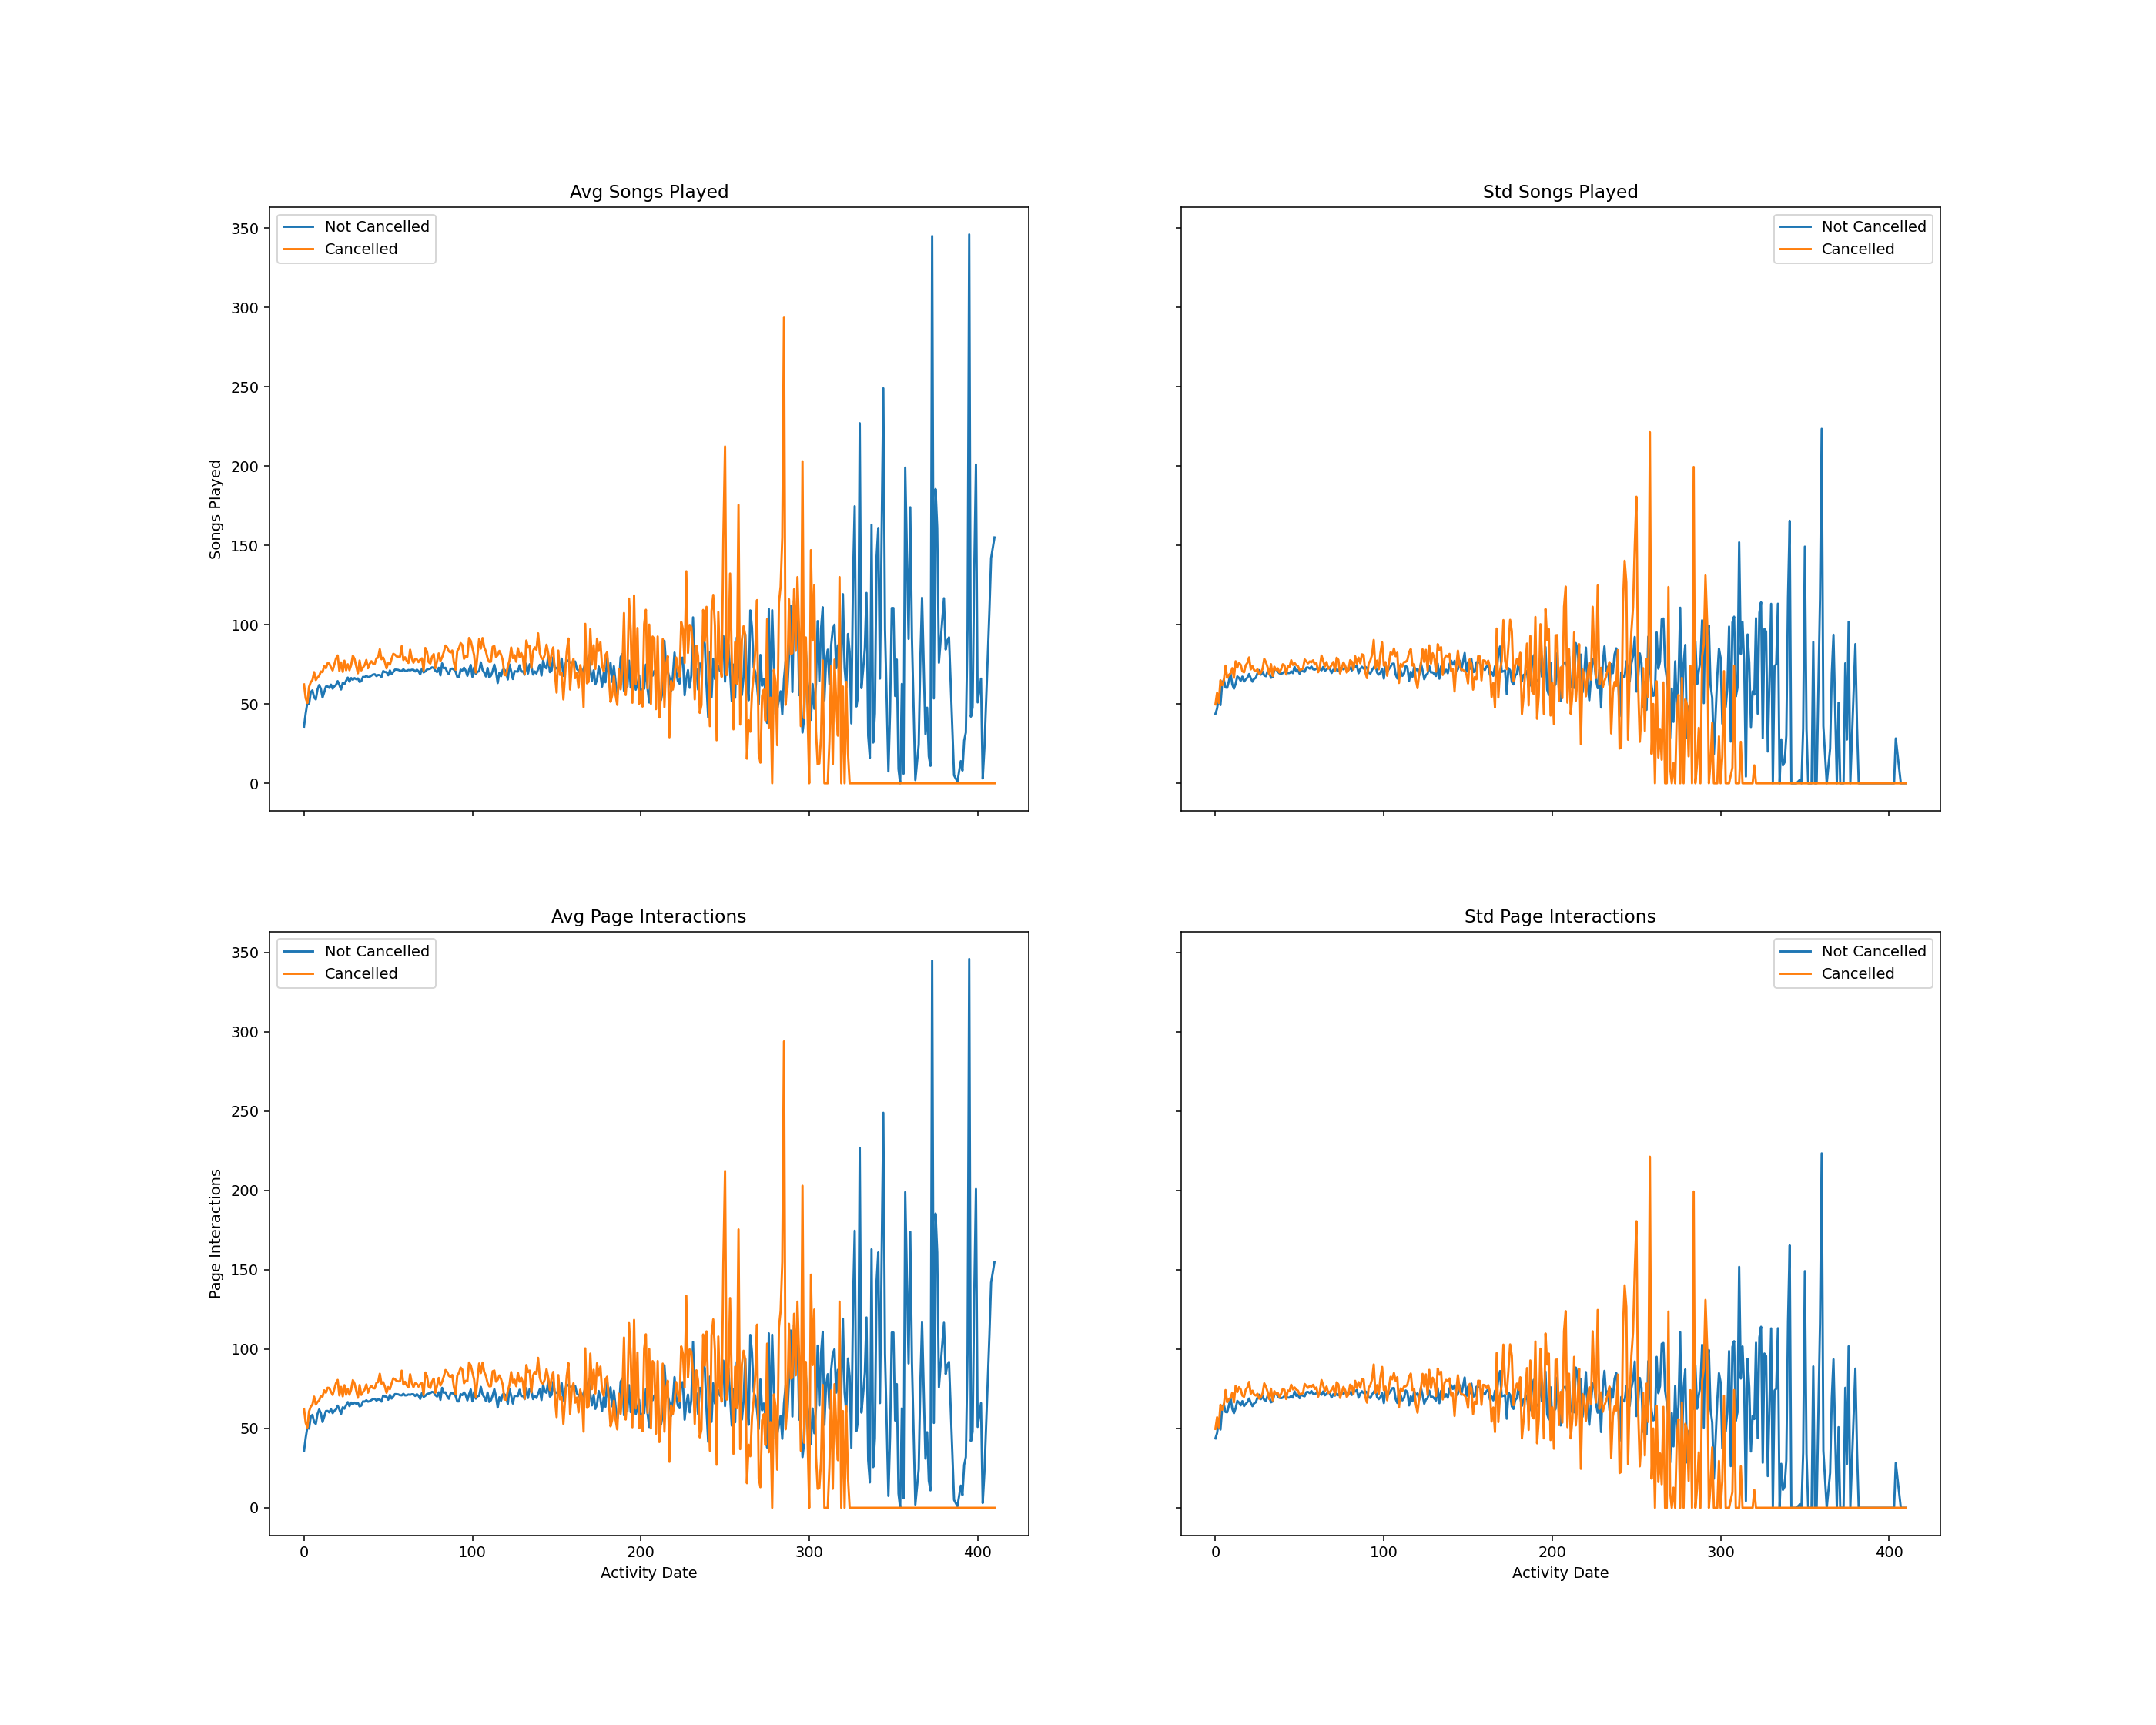 Avg Songs Played
Std Songs Played
Not Cancelled
Cancelled
Not Cancelled
Cancelled
Songs Played
350
300
250
200
150
100
50
0
Avg Page Interactions
Std Page Interactions
Not Cancelled
Cancelled
Not Cancelled
Cancelled
Page Interactions
350
300
250
200
150
100
50
0
0 100 200 300 400
0 100 200 300 400
Activity Date
Activity Date